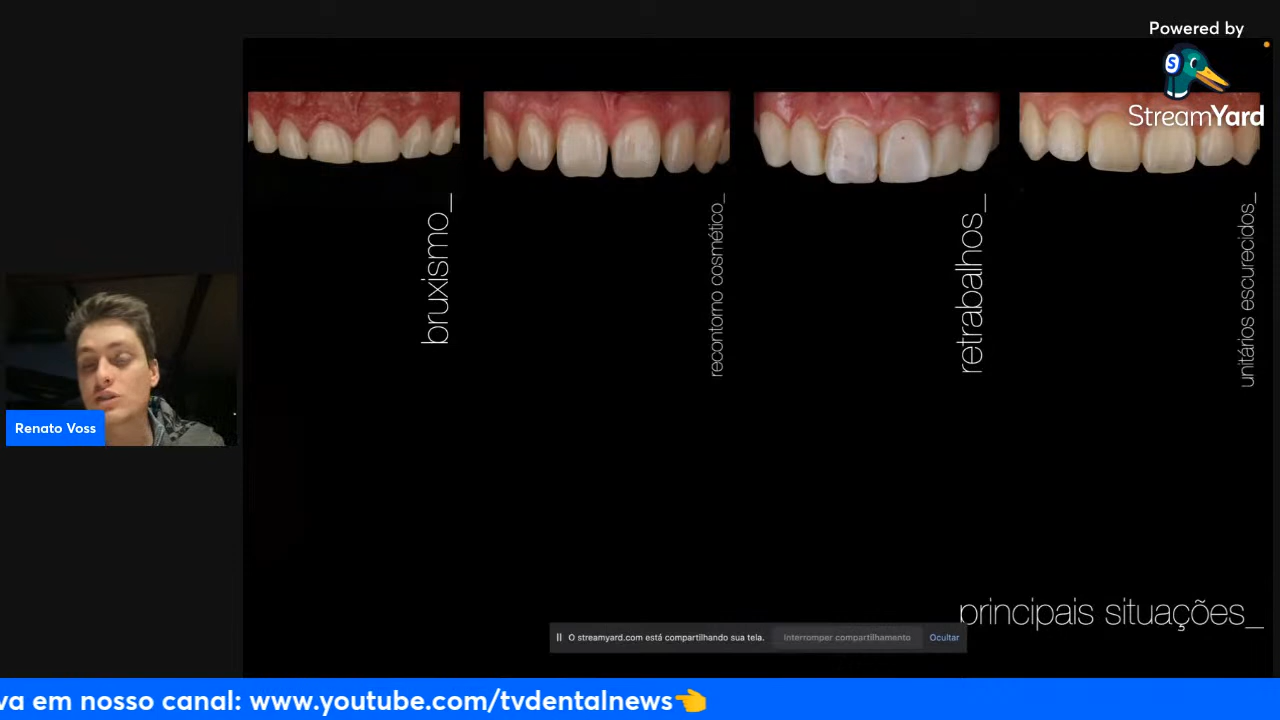 Powered by
StreamYard
bruxismo_
recontorno cosmético_
retrabalhos_
unitários escurecidos_
Renato Voss
principais situações_
O streamyard.com está compartilhando sua tela.
Interromper compartilhamento
Ocultar
va em nosso canal: www.youtube.com/tvdentalnews👈